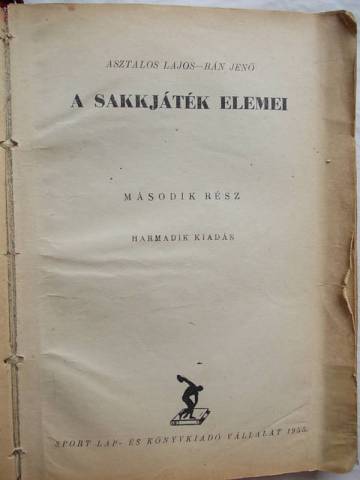 ASZTALOS LAJOS—BÁN JENŐ
A SAKKJÁTÉK ELEMEI
MÁSODIK RÉSZ
HARMADIK KIADÁS
SPORT LAP- ÉS KÖNYVKIADÓ VÁLLALAT 1955.